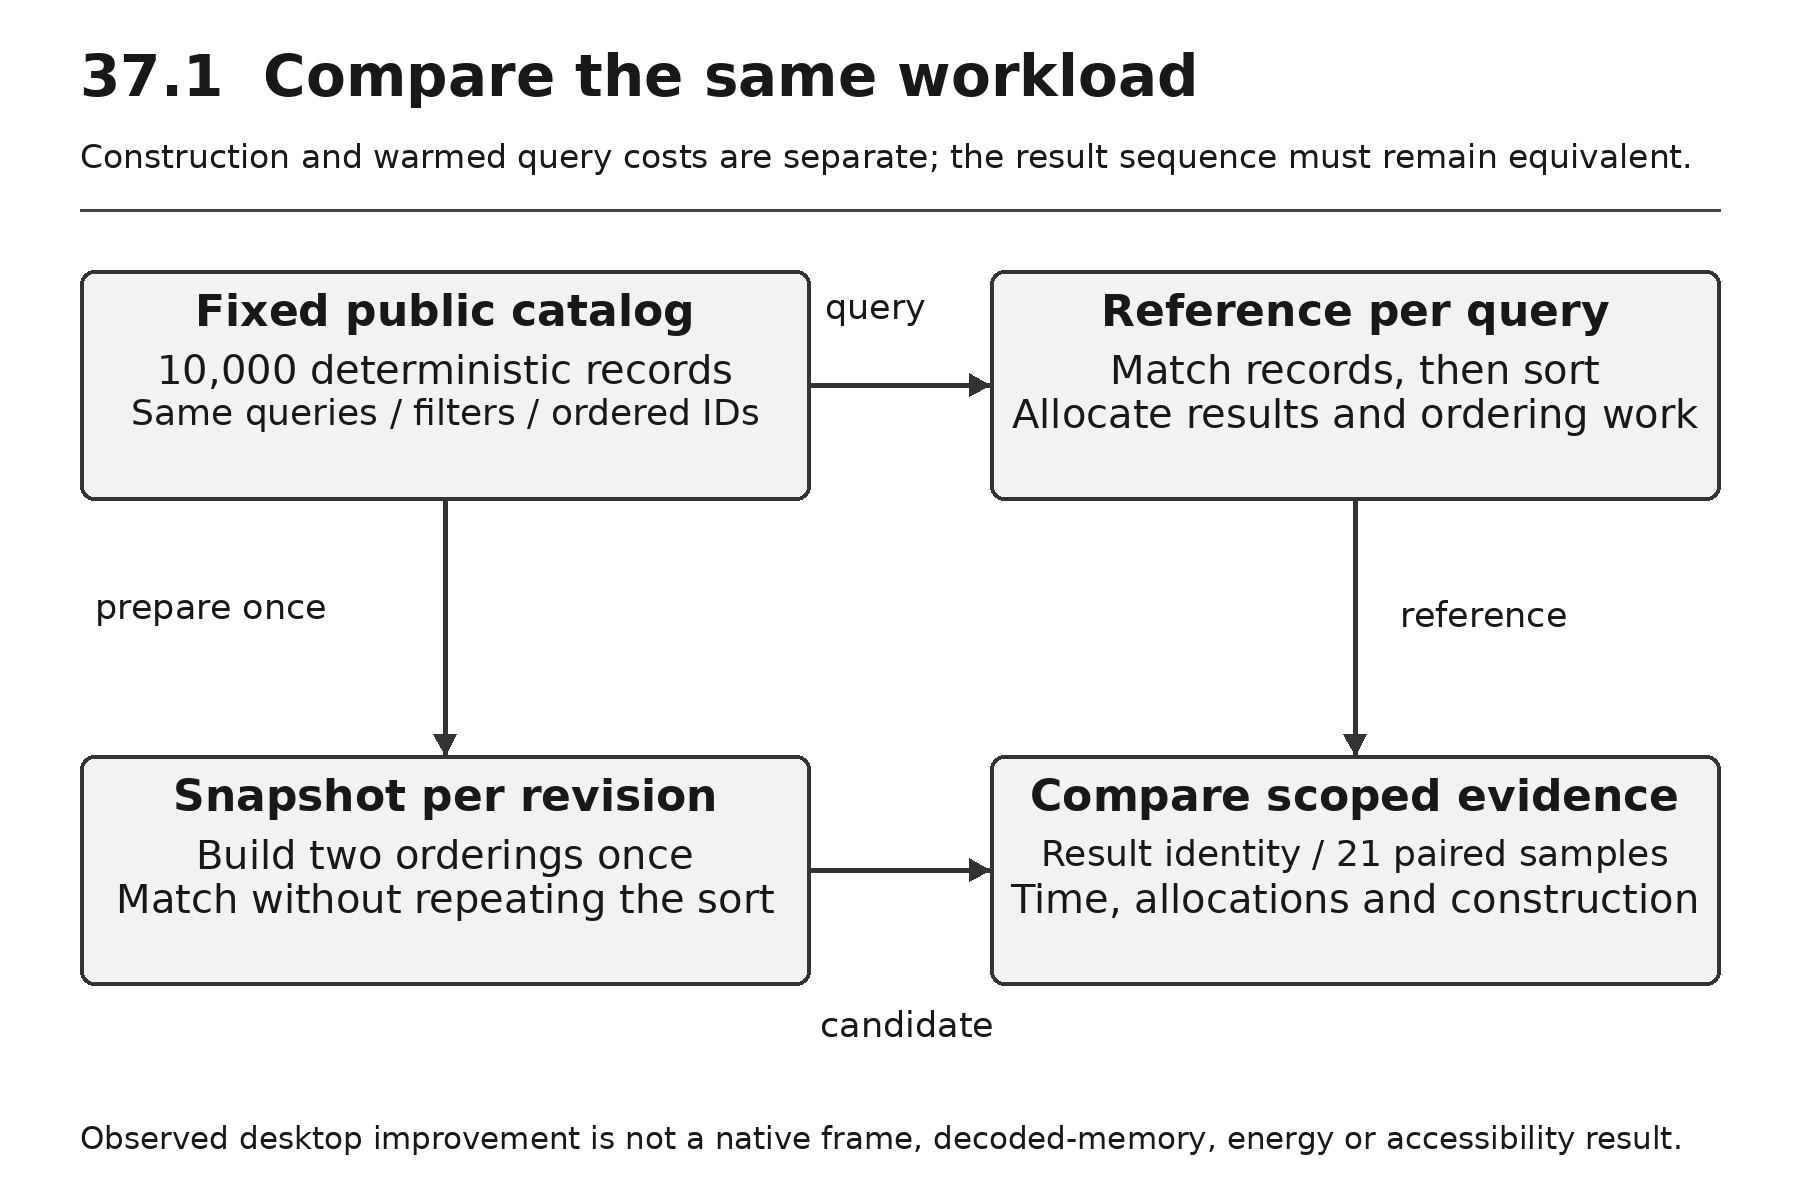 37.1  Compare the same workload
Construction and warmed query costs are separate; the result sequence must remain equivalent.
Fixed public catalog
10,000 deterministic records
Same queries / filters / ordered IDs
query
Reference per query
Match records, then sort
Allocate results and ordering work
prepare once
reference
Snapshot per revision
Build two orderings once
Match without repeating the sort
candidate
Compare scoped evidence
Result identity / 21 paired samples
Time, allocations and construction
Observed desktop improvement is not a native frame, decoded-memory, energy or accessibility result.